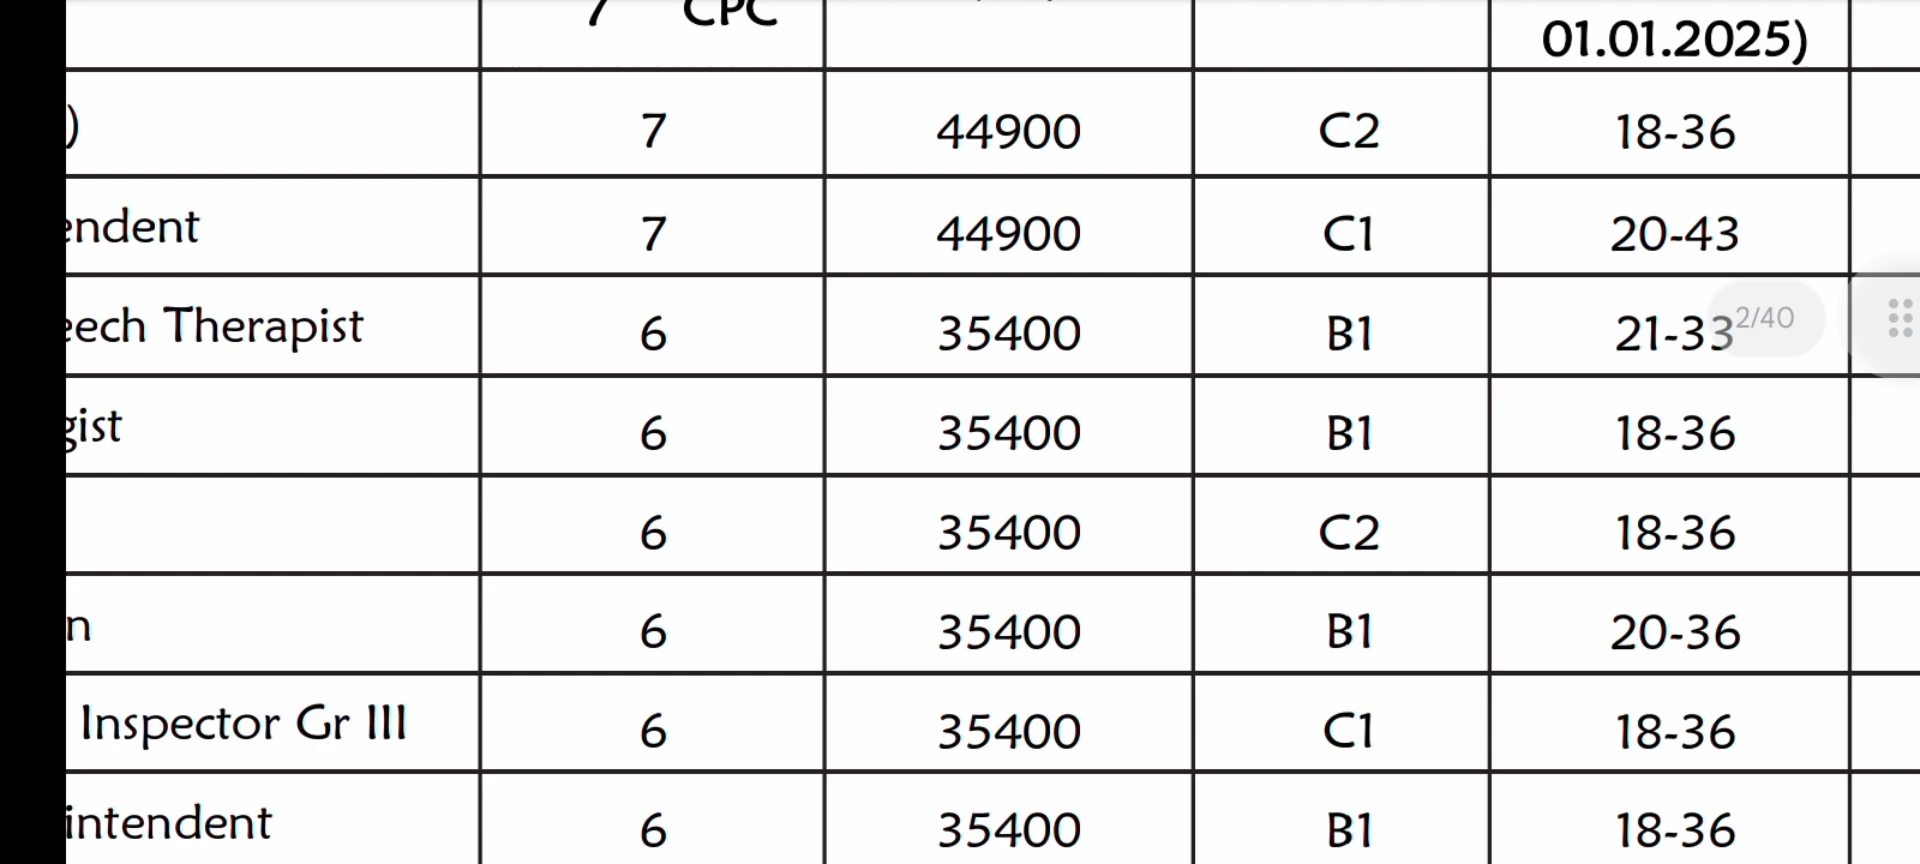 7 CPC
01.01.2025)
) 7 44900 C2 18-36
endent 7 44900 C1 20-43
eech Therapist 6 35400 B1 21-33
2/40
gist 6 35400 B1 18-36
6 35400 C2 18-36
n 6 35400 B1 20-36
Inspector Gr III 6 35400 C1 18-36
intendent 6 35400 B1 18-36